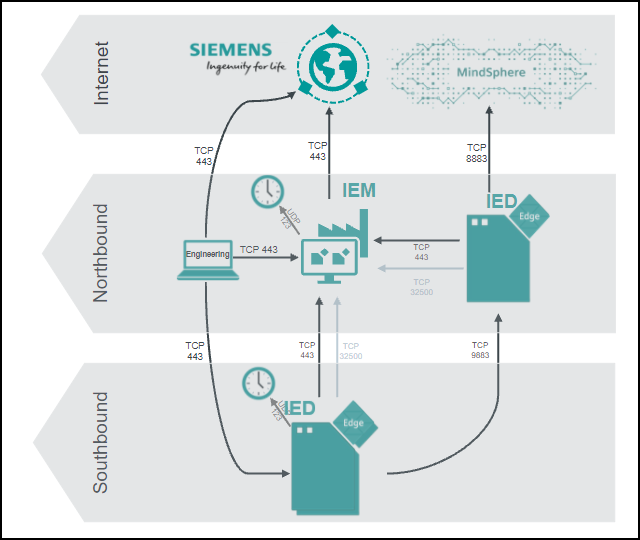 Internet
SIEMENS
Ingenuity for life
MindSphere
TCP
443
TCP
443
TCP
8883
Northbound
IEM
IED
Edge
UDP
123
Engineering
TCP 443
TCP
443
TCP
32500
TCP
443
TCP
443
TCP
32500
TCP
9883
Southbound
UDP
123
IED
Edge